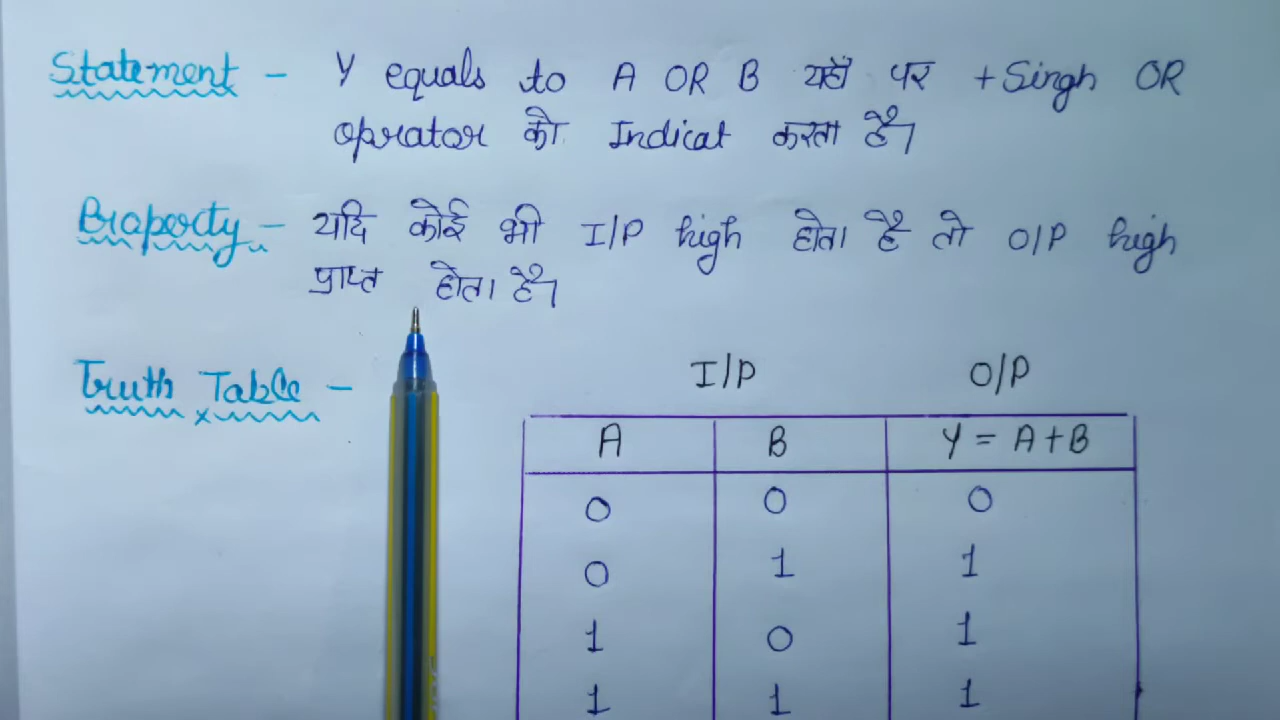 Statement - Y equals to A OR B यहाँ पर +Singh OR
oprator को Indicat करता है।
Braporty - यदि कोई भी I/P high होता है तो O/P high
प्राप्त होता है।
Truth Table - I/P O/P
A B Y = A+B
0 0 0
0 1 1
1 0 1
1 1 1